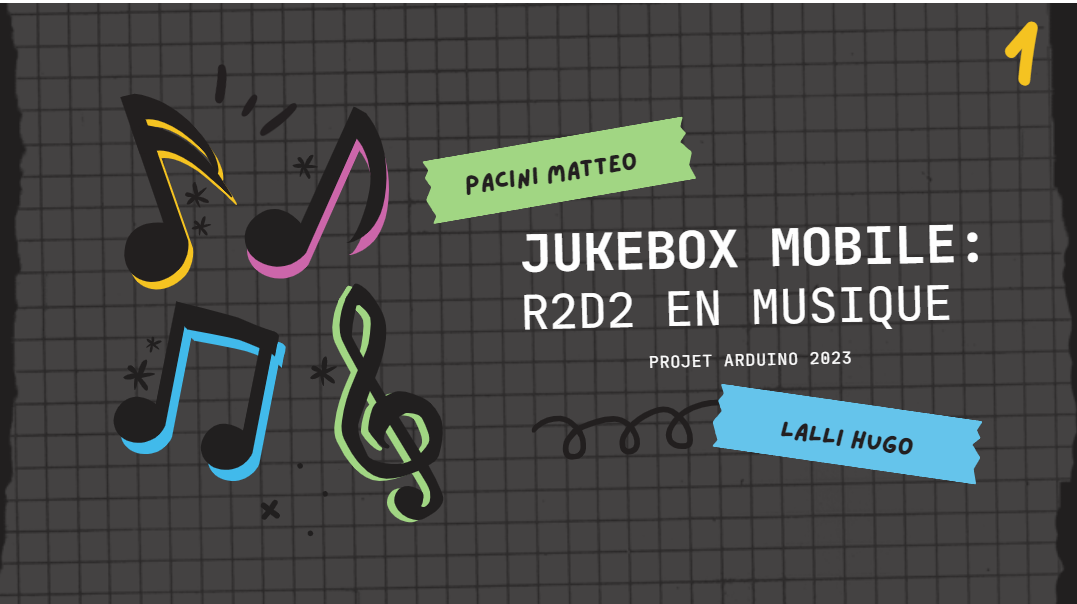 1
PACINI MATTEO
JUKEBOX MOBILE:
R2D2 EN MUSIQUE
PROJET ARDUINO 2023
LALLI HUGO